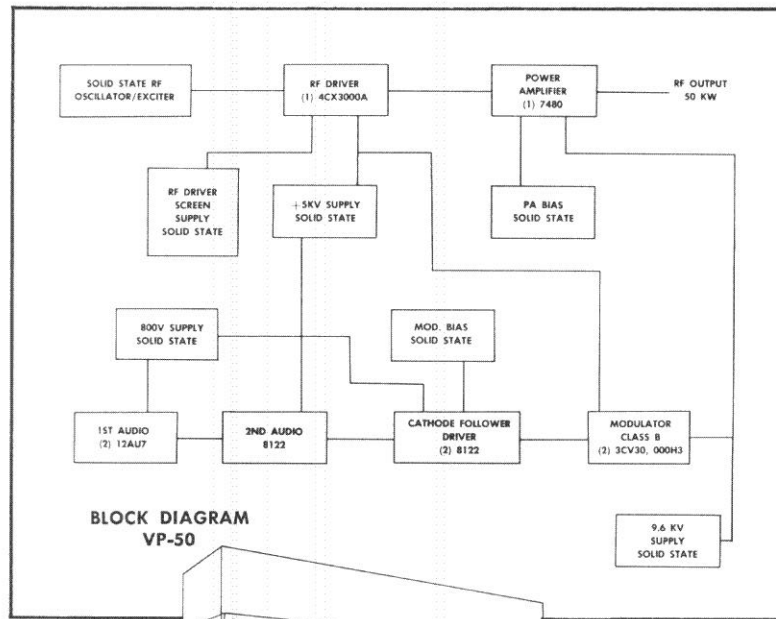 SOLID STATE RF
OSCILLATOR/EXCITER
RF DRIVER
(1) 4CX3000A
POWER
AMPLIFIER
(1) 7480
RF OUTPUT
50 KW
RF DRIVER
SCREEN
SUPPLY
SOLID STATE
+5KV SUPPLY
SOLID STATE
PA BIAS
SOLID STATE
800V SUPPLY
SOLID STATE
MOD. BIAS
SOLID STATE
1ST AUDIO
(2) 12AU7
2ND AUDIO
8122
CATHODE FOLLOWER
DRIVER
(2) 8122
MODULATOR
CLASS B
(2) 3CV30, 000H3
9.6 KV
SUPPLY
SOLID STATE
BLOCK DIAGRAM
VP-50